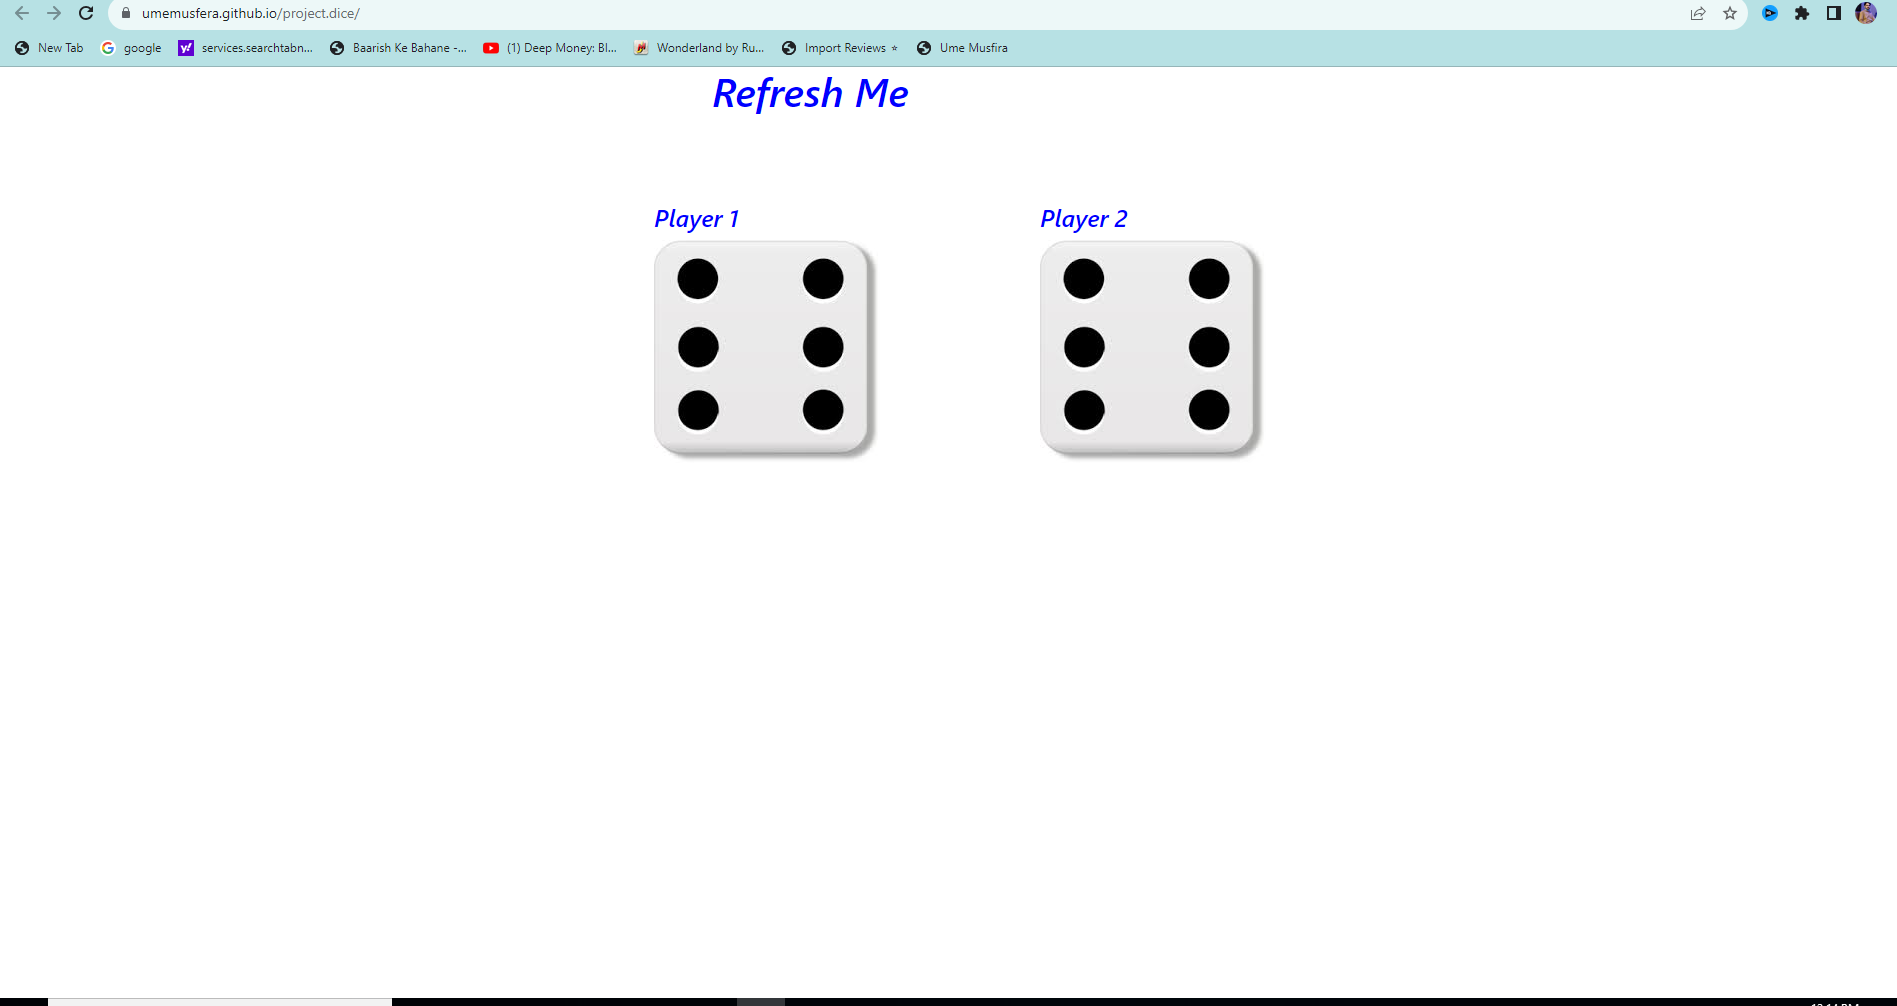 umemusfera.github.io/project.dice/
New Tab google services.searchtabn... Baarish Ke Bahane -... (1) Deep Money: Bl... Wonderland by Ru... Import Reviews ⭐ Ume Musfira
Refresh Me
Player 1 Player 2